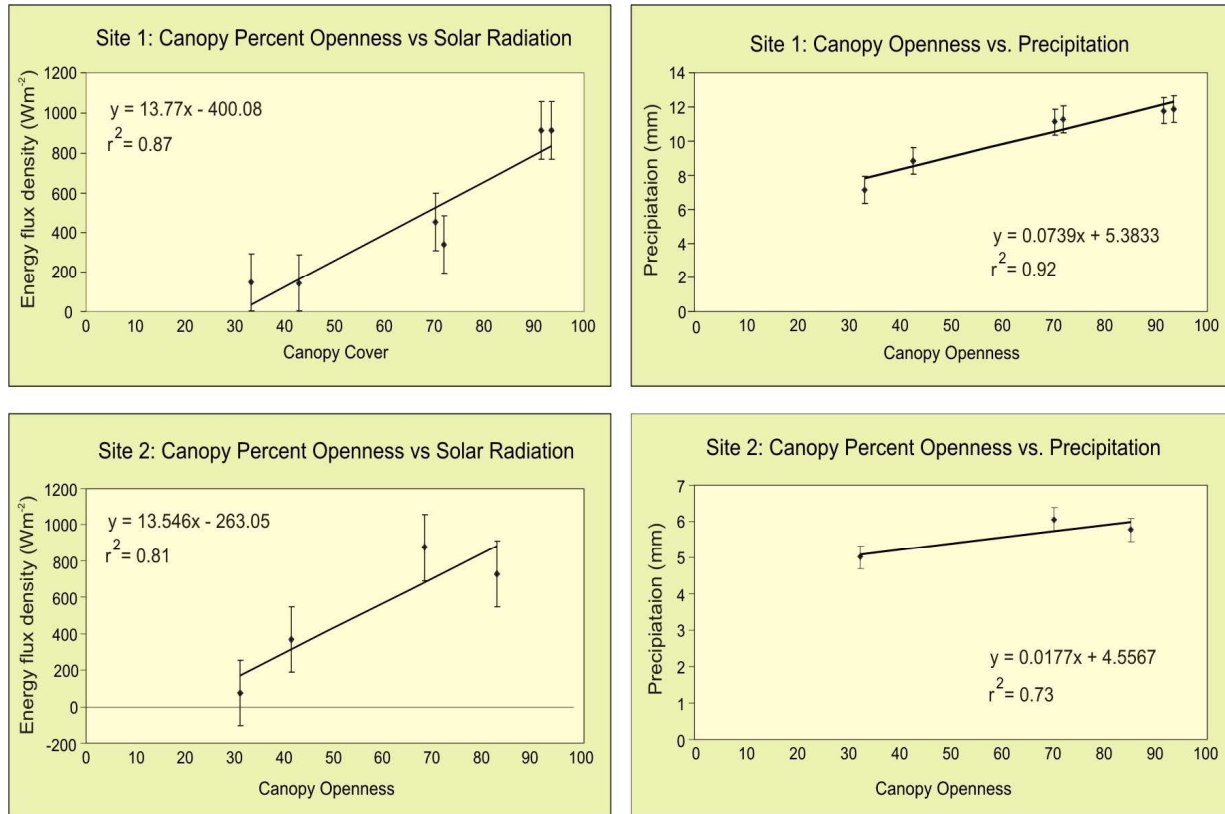 Site 1: Canopy Percent Openness vs Solar Radiation
Energy flux density (Wm⁻²)
1200
1000
800
600
400
200
0
y = 13.77x - 400.08
r²= 0.87
0 10 20 30 40 50 60 70 80 90 100
Canopy Cover
Site 1: Canopy Openness vs. Precipitation
Precipiataion (mm)
14
12
10
8
6
4
2
0
y = 0.0739x + 5.3833
r²= 0.92
0 10 20 30 40 50 60 70 80 90 100
Canopy Openness
Site 2: Canopy Percent Openness vs Solar Radiation
Energy flux density (Wm⁻²)
1200
1000
800
600
400
200
0
-200
y = 13.546x - 263.05
r²= 0.81
0 10 20 30 40 50 60 70 80 90 100
Canopy Openness
Site 2: Canopy Percent Openness vs. Precipitation
Precipiataion (mm)
7
6
5
4
3
2
1
0
y = 0.0177x + 4.5567
r²= 0.73
0 10 20 30 40 50 60 70 80 90 100
Canopy Openness